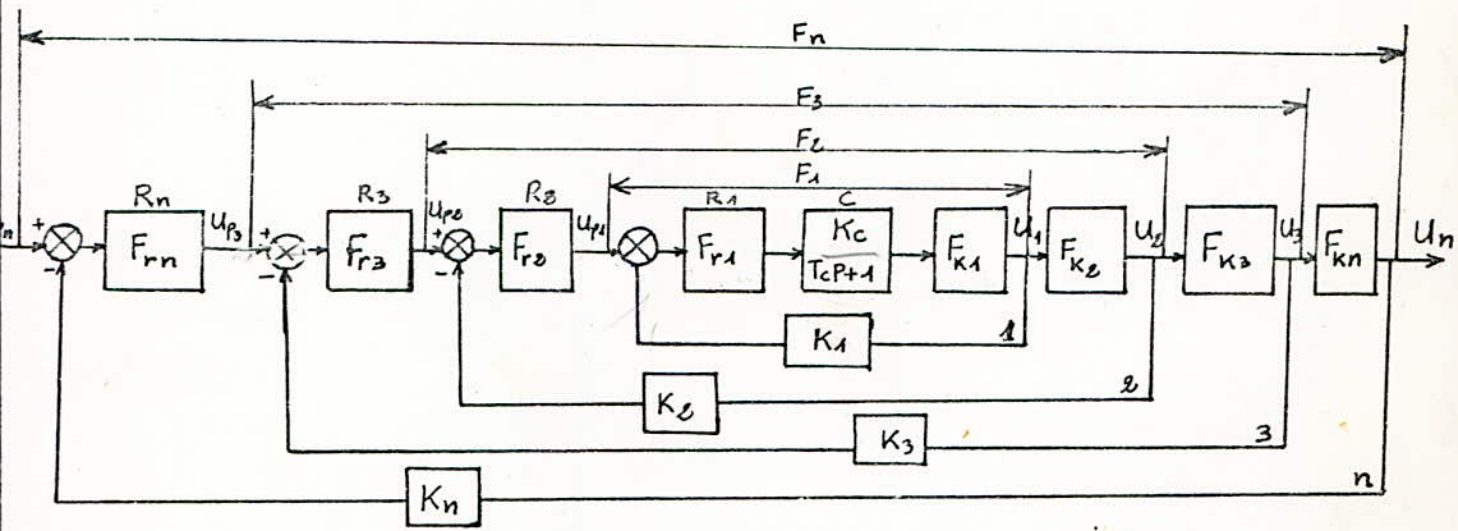 Fn
F3
F2
F1
Rn R3 R2 R1 C
n + Frn Up3 + Fr3 Up2 + Fr2 Up1 Fr1 Kc Fk1 U1 Fk2 U2 Fk3 U3 Fkn Un
TcP+1
- - -
K1 1
K2 2
K3 3
Kn n